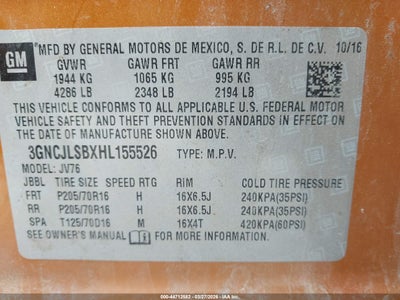 GM
MFD BY GENERAL MOTORS DE MEXICO, S. DE R.L. DE C.V. 10/16
GVWR GAWR FRT GAWR RR
1944 KG 1065 KG 995 KG
4286 LB 2348 LB 2194 LB
THIS VEHICLE CONFORMS TO ALL APPLICABLE U.S. FEDERAL MOTOR
VEHICLE SAFETY AND THEFT PREVENTION STANDARDS IN EFFECT
ON THE DATE OF MANUFACTURE SHOWN ABOVE.
3GNCJLSBXHL155526 TYPE: M.P.V.
MODEL: JV76
JBBL TIRE SIZE SPEED RTG RIM COLD TIRE PRESSURE
FRT P205/70R16 H 16X6.5J 240KPA(35PSI)
RR P205/70R16 H 16X6.5J 240KPA(35PSI)
SPA T125/70D16 M 16X4T 420KPA(60PSI)
SEE OWNER'S MANUAL FOR MORE INFORMATION.